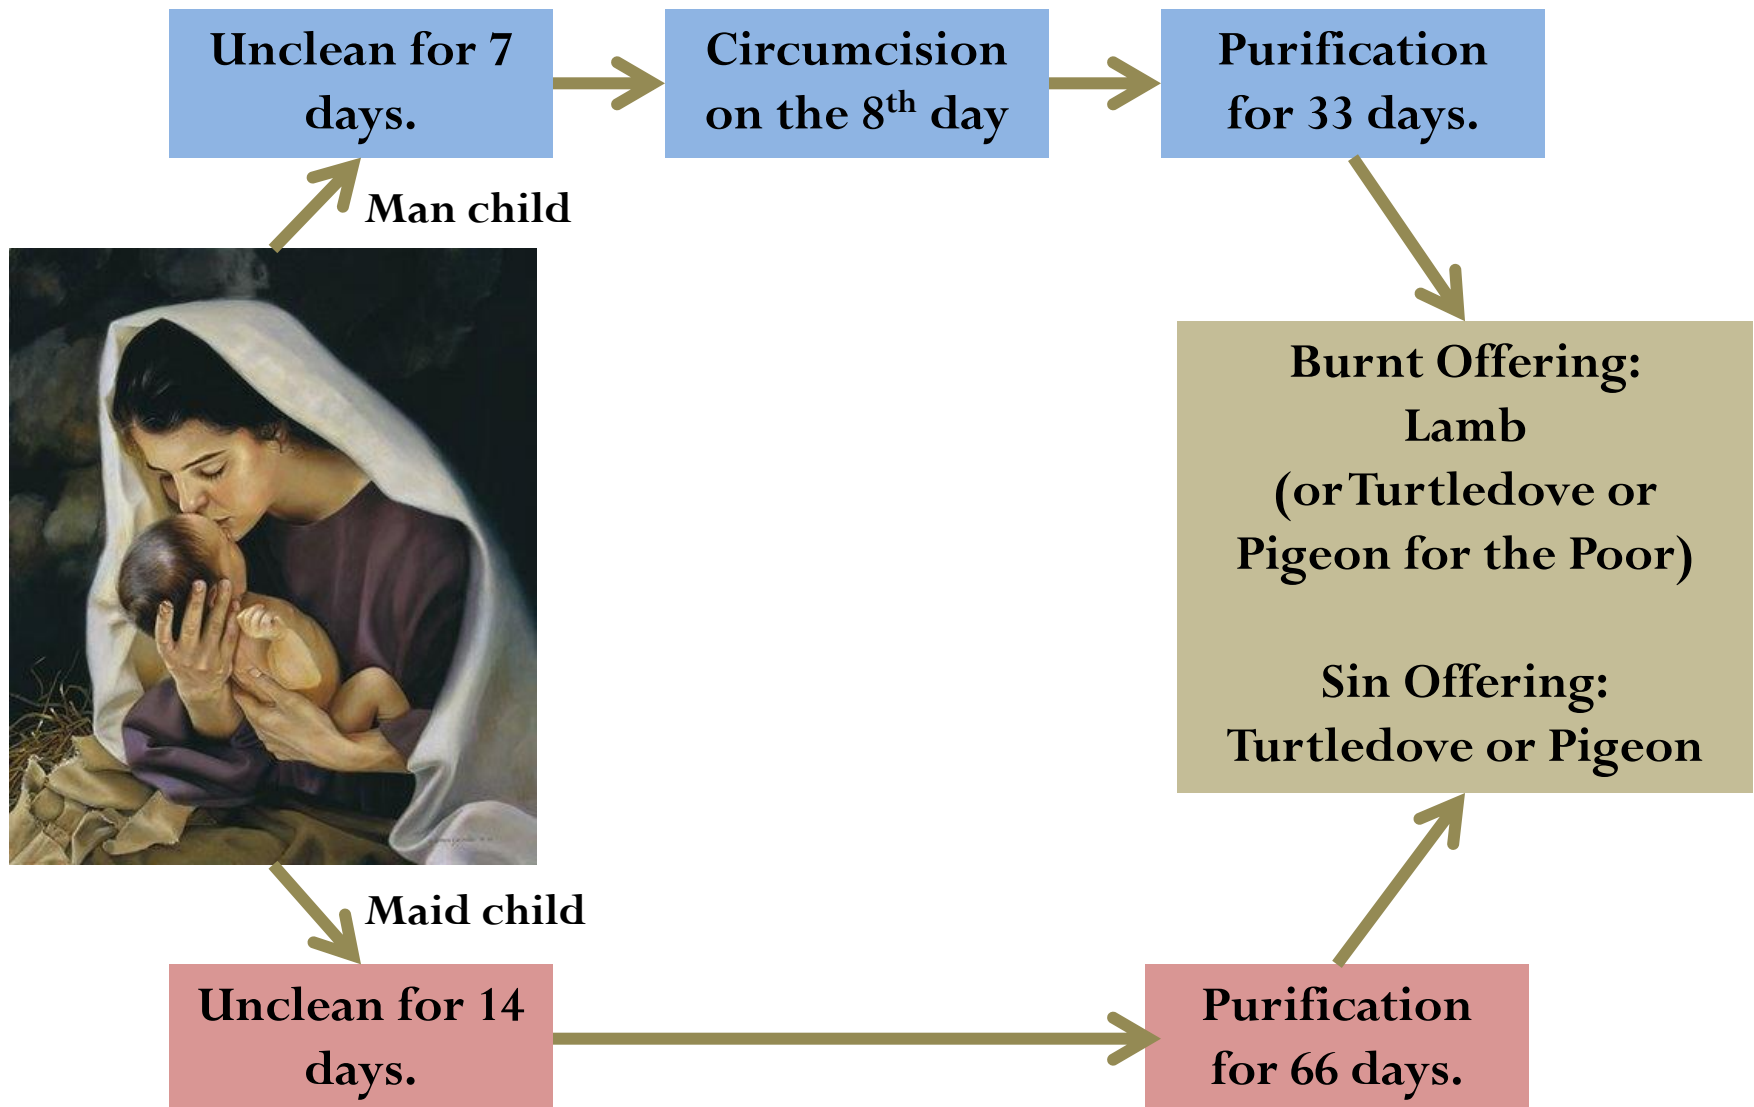 Unclean for 7
days.
Circumcision
on the 8th day
Purification
for 33 days.
Man child
Burnt Offering:
Lamb
(or Turtledove or
Pigeon for the Poor)
Sin Offering:
Turtledove or Pigeon
Maid child
Unclean for 14
days.
Purification
for 66 days.